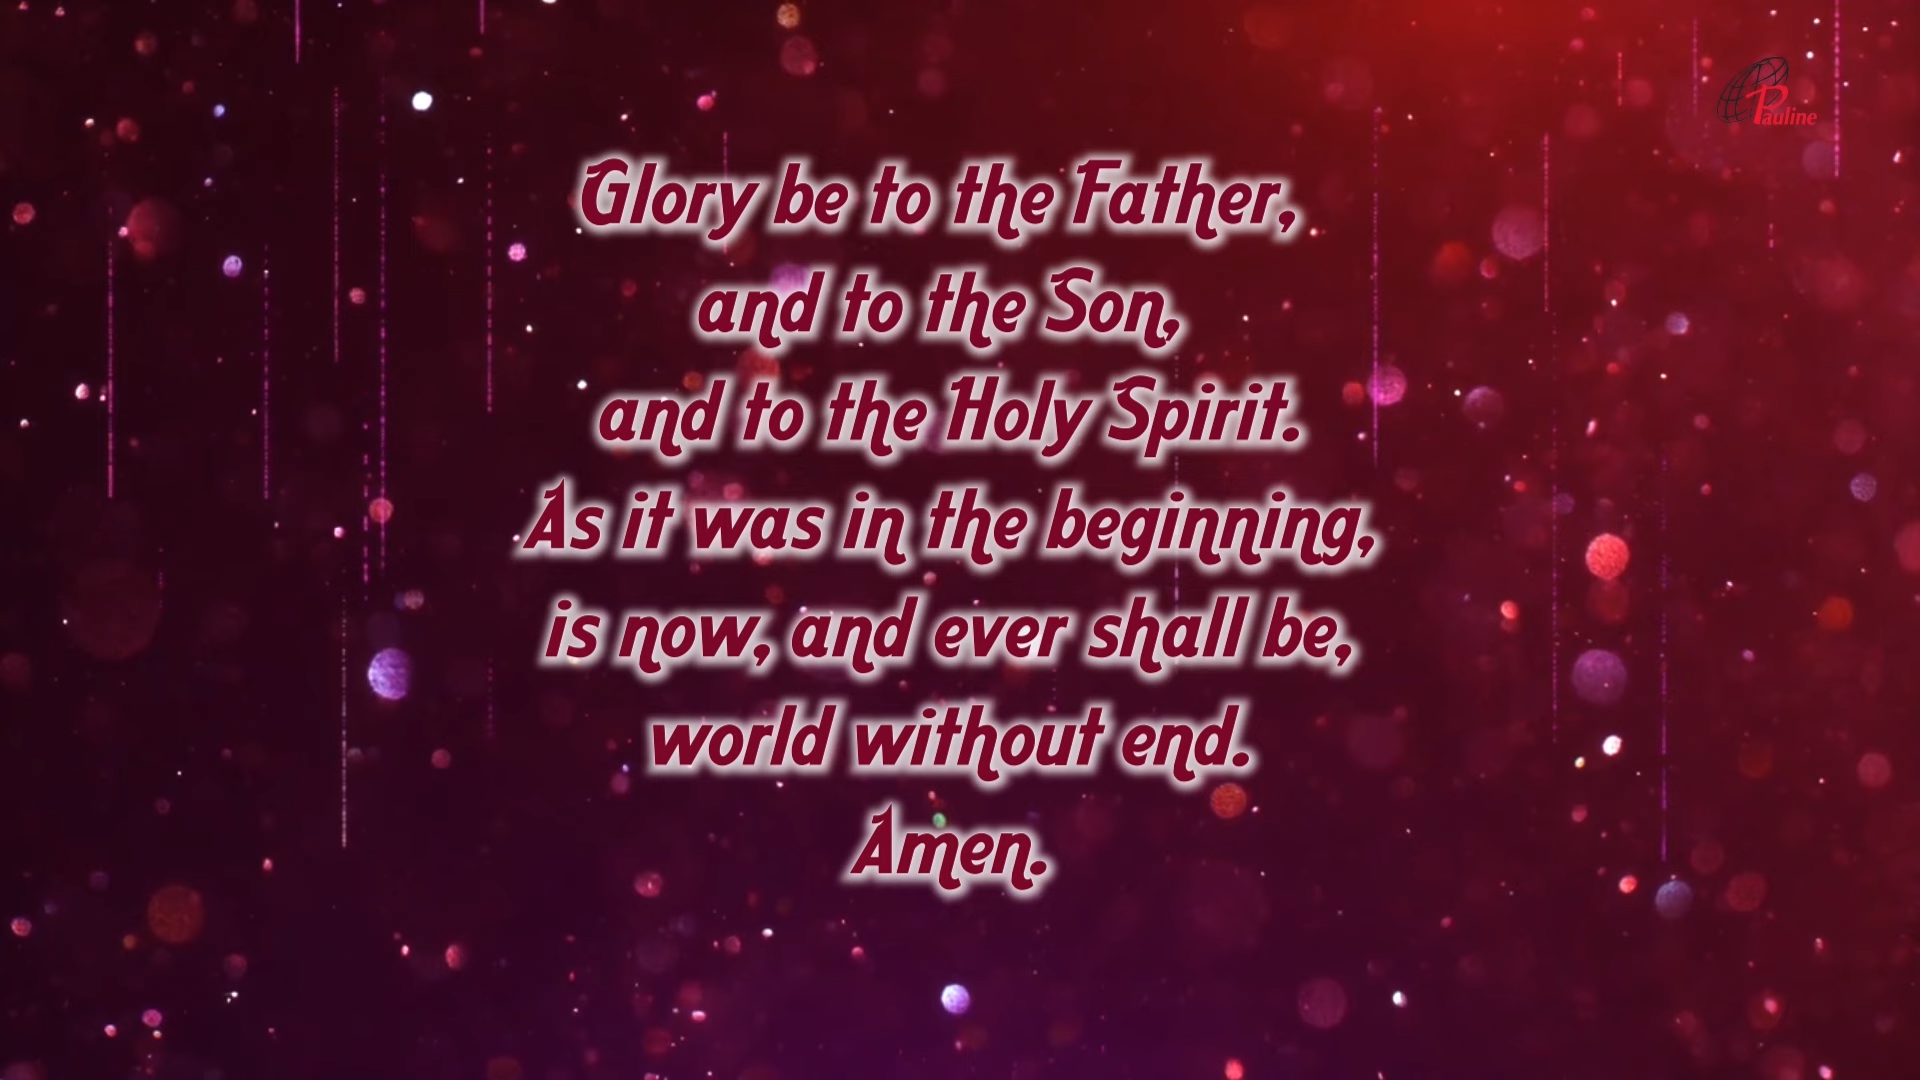 Pauline
Glory be to the Father,
and to the Son,
and to the Holy Spirit.
As it was in the beginning,
is now, and ever shall be,
world without end.
Amen.